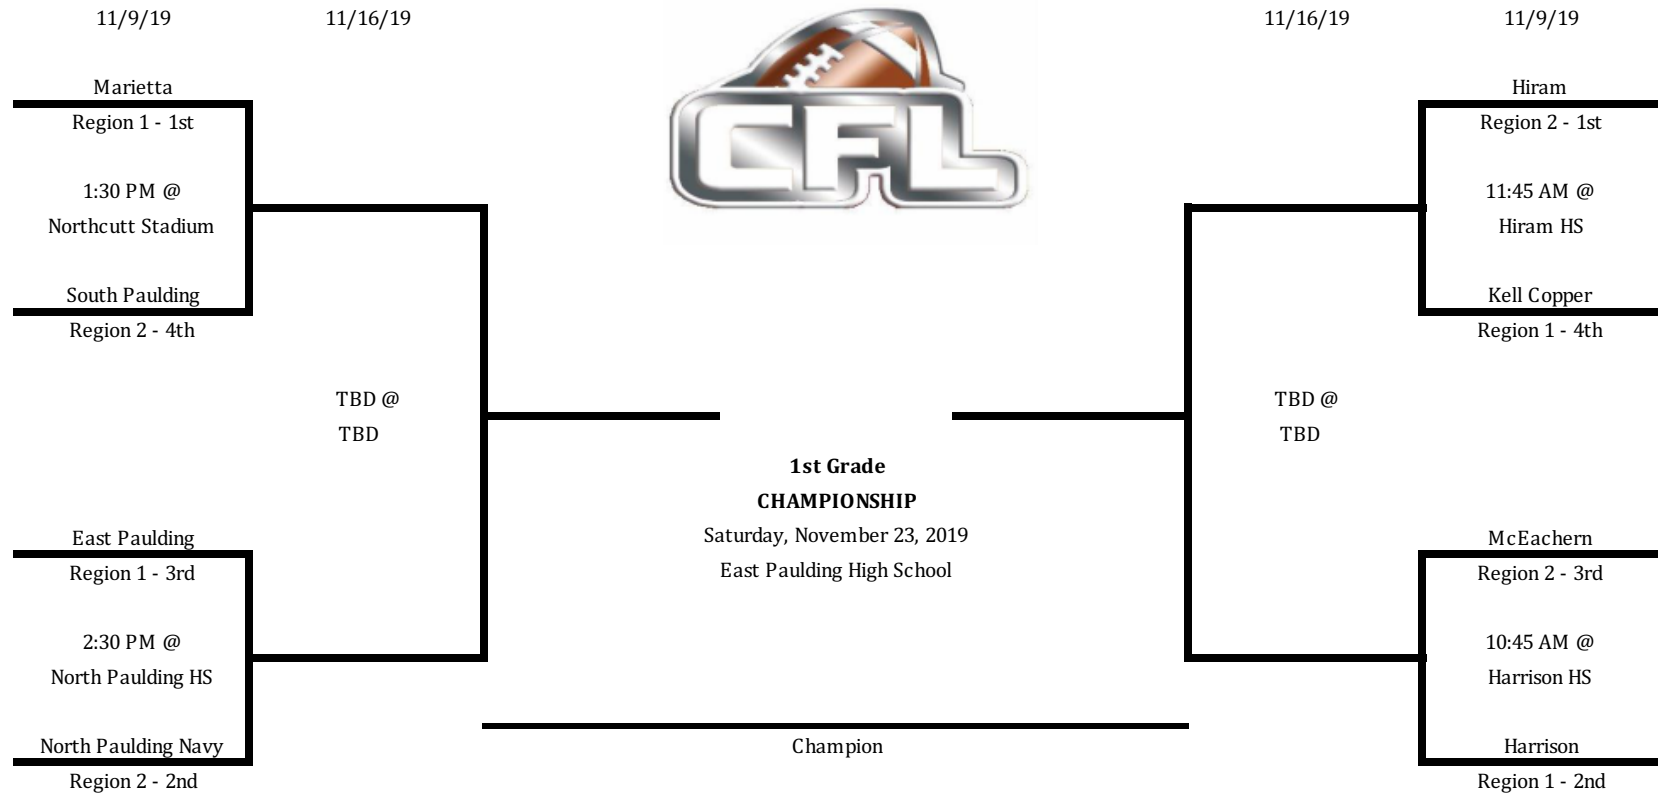 11/9/19
11/16/19
11/16/19
11/9/19
CFL
Marietta
Region 1 - 1st
1:30 PM @
Northcutt Stadium
South Paulding
Region 2 - 4th
TBD @
TBD
East Paulding
Region 1 - 3rd
2:30 PM @
North Paulding HS
North Paulding Navy
Region 2 - 2nd
1st Grade
CHAMPIONSHIP
Saturday, November 23, 2019
East Paulding High School
Champion
Hiram
Region 2 - 1st
11:45 AM @
Hiram HS
Kell Copper
Region 1 - 4th
TBD @
TBD
McEachern
Region 2 - 3rd
10:45 AM @
Harrison HS
Harrison
Region 1 - 2nd